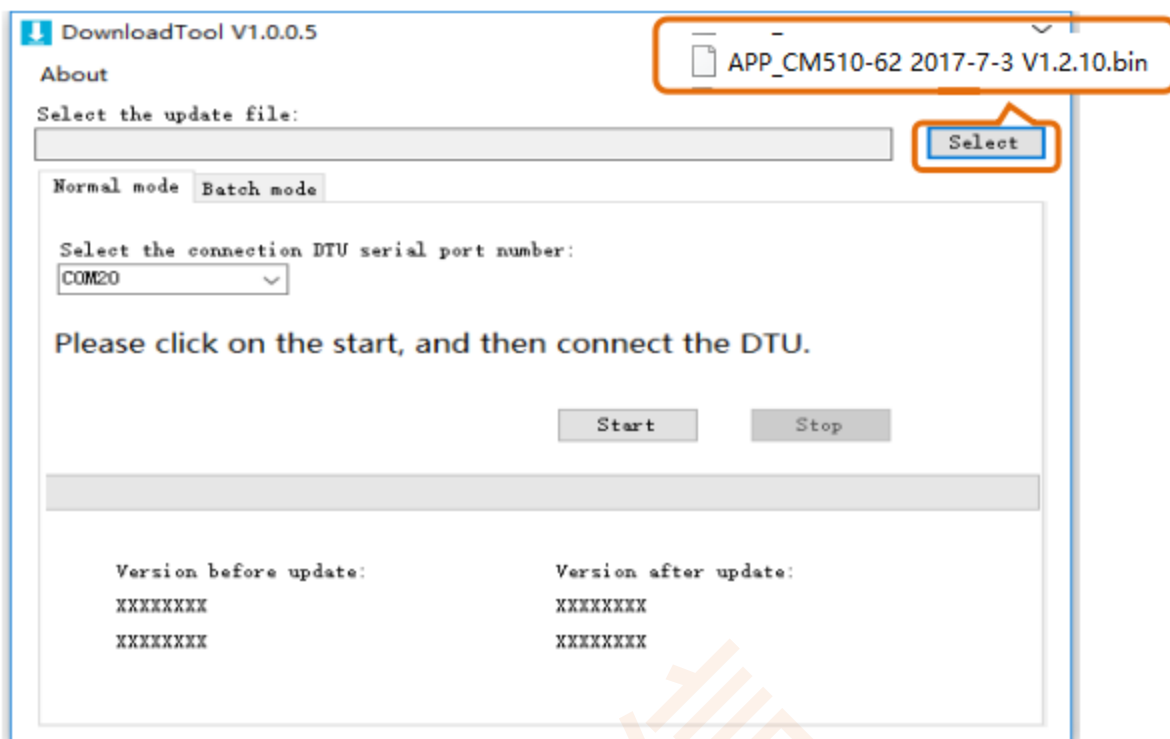 DownloadTool V1.0.0.5
APP_CM510-62 2017-7-3 V1.2.10.bin
About
Select the update file:
Select
Normal mode Batch mode
Select the connection DTU serial port number:
COM20
Please click on the start, and then connect the DTU.
Start Stop
Version before update: Version after update:
XXXXXXXX XXXXXXXX
XXXXXXXX XXXXXXXX